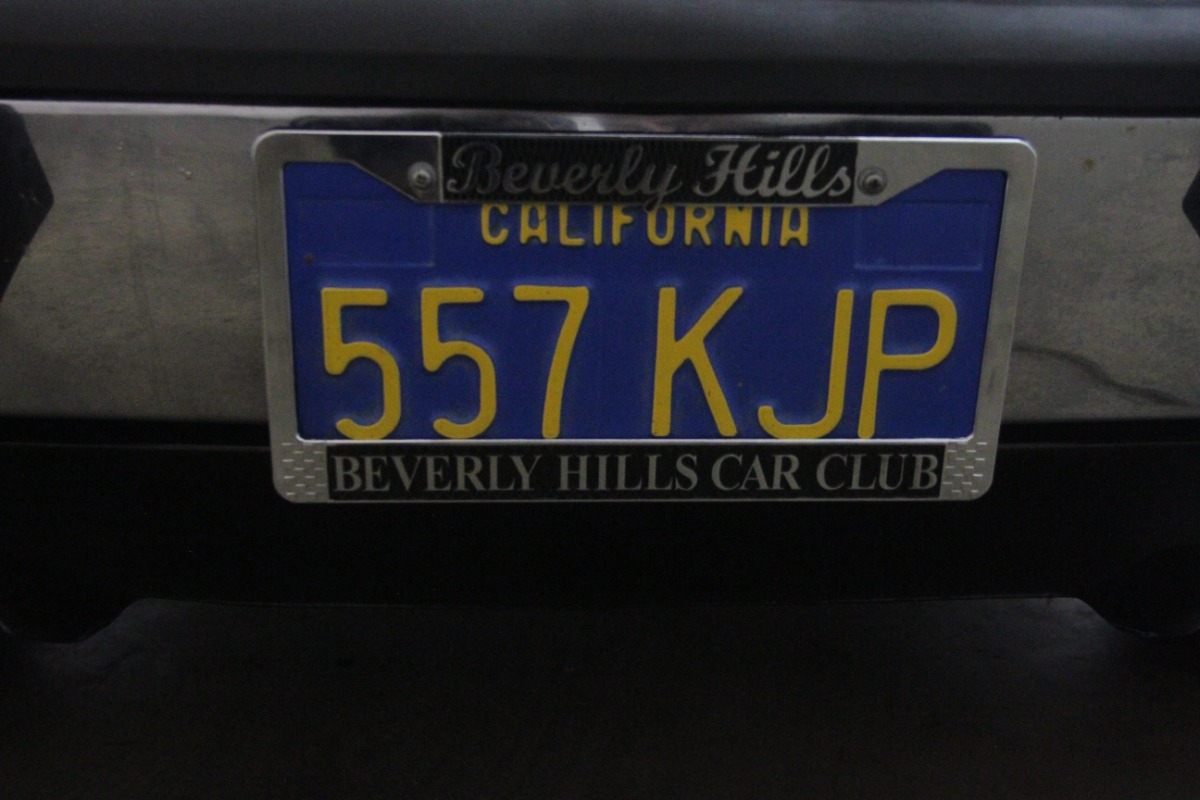 Beverly Hills
CALIFORNIA
557 KJP
BEVERLY HILLS CAR CLUB